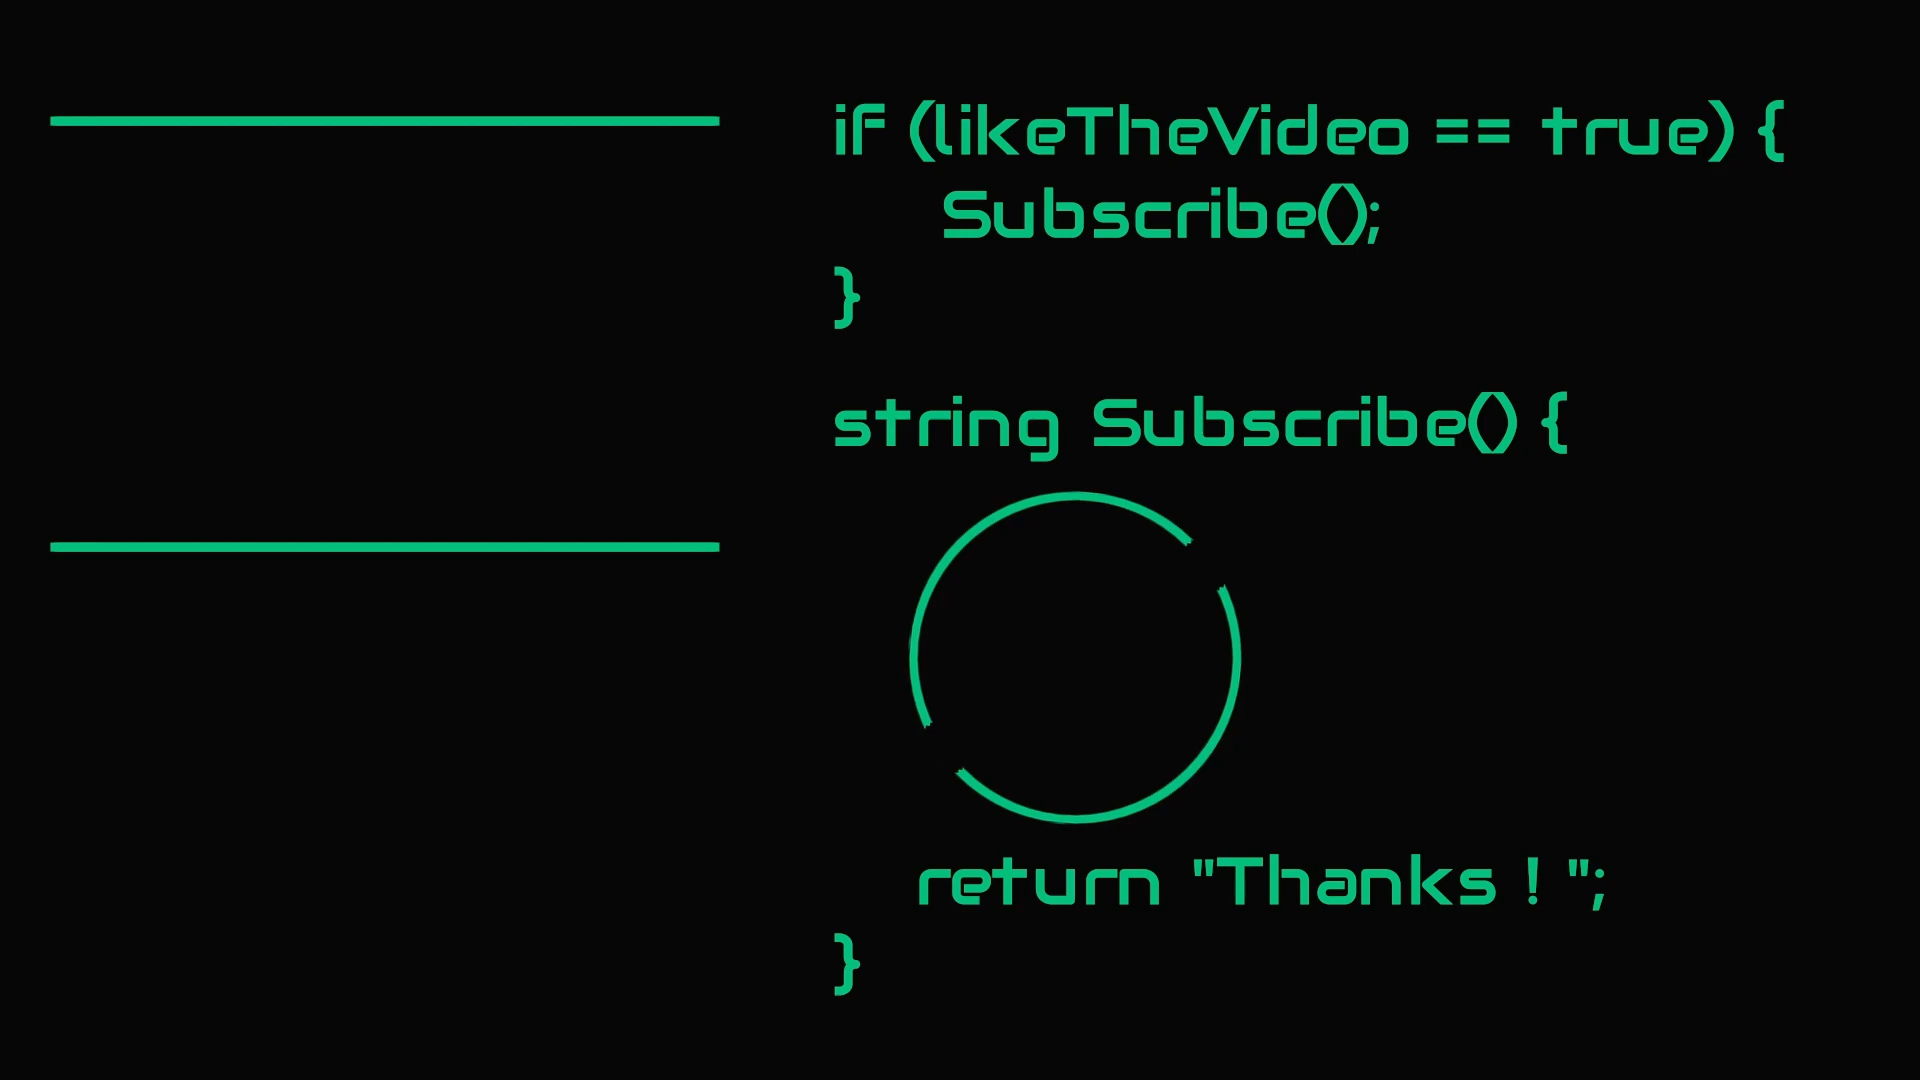 if (likeTheVideo == true) {
Subscribe();
}
string Subscribe() {
return "Thanks ! ";
}